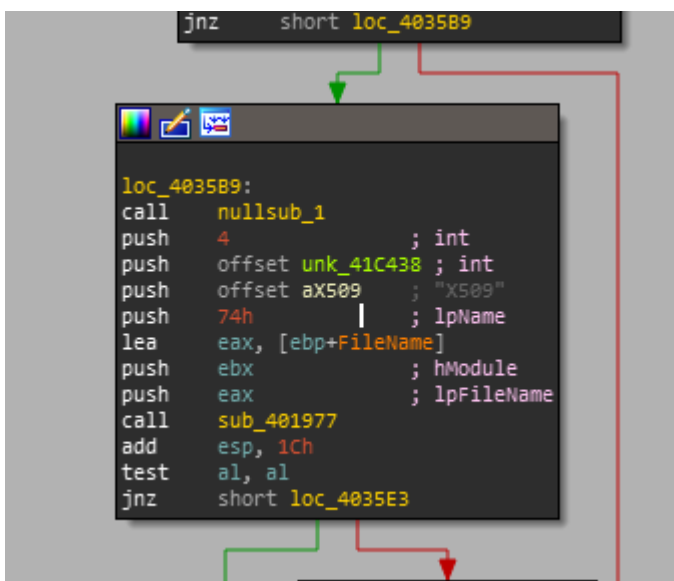 jnz short loc_4035B9
loc_4035B9:
call nullsub_1
push 4 ; int
push offset unk_41C438 ; int
push offset aX509 ; "X509"
push 74h ; lpName
lea eax, [ebp+FileName]
push ebx ; hModule
push eax ; lpFileName
call sub_401977
add esp, 1Ch
test al, al
jnz short loc_4035E3